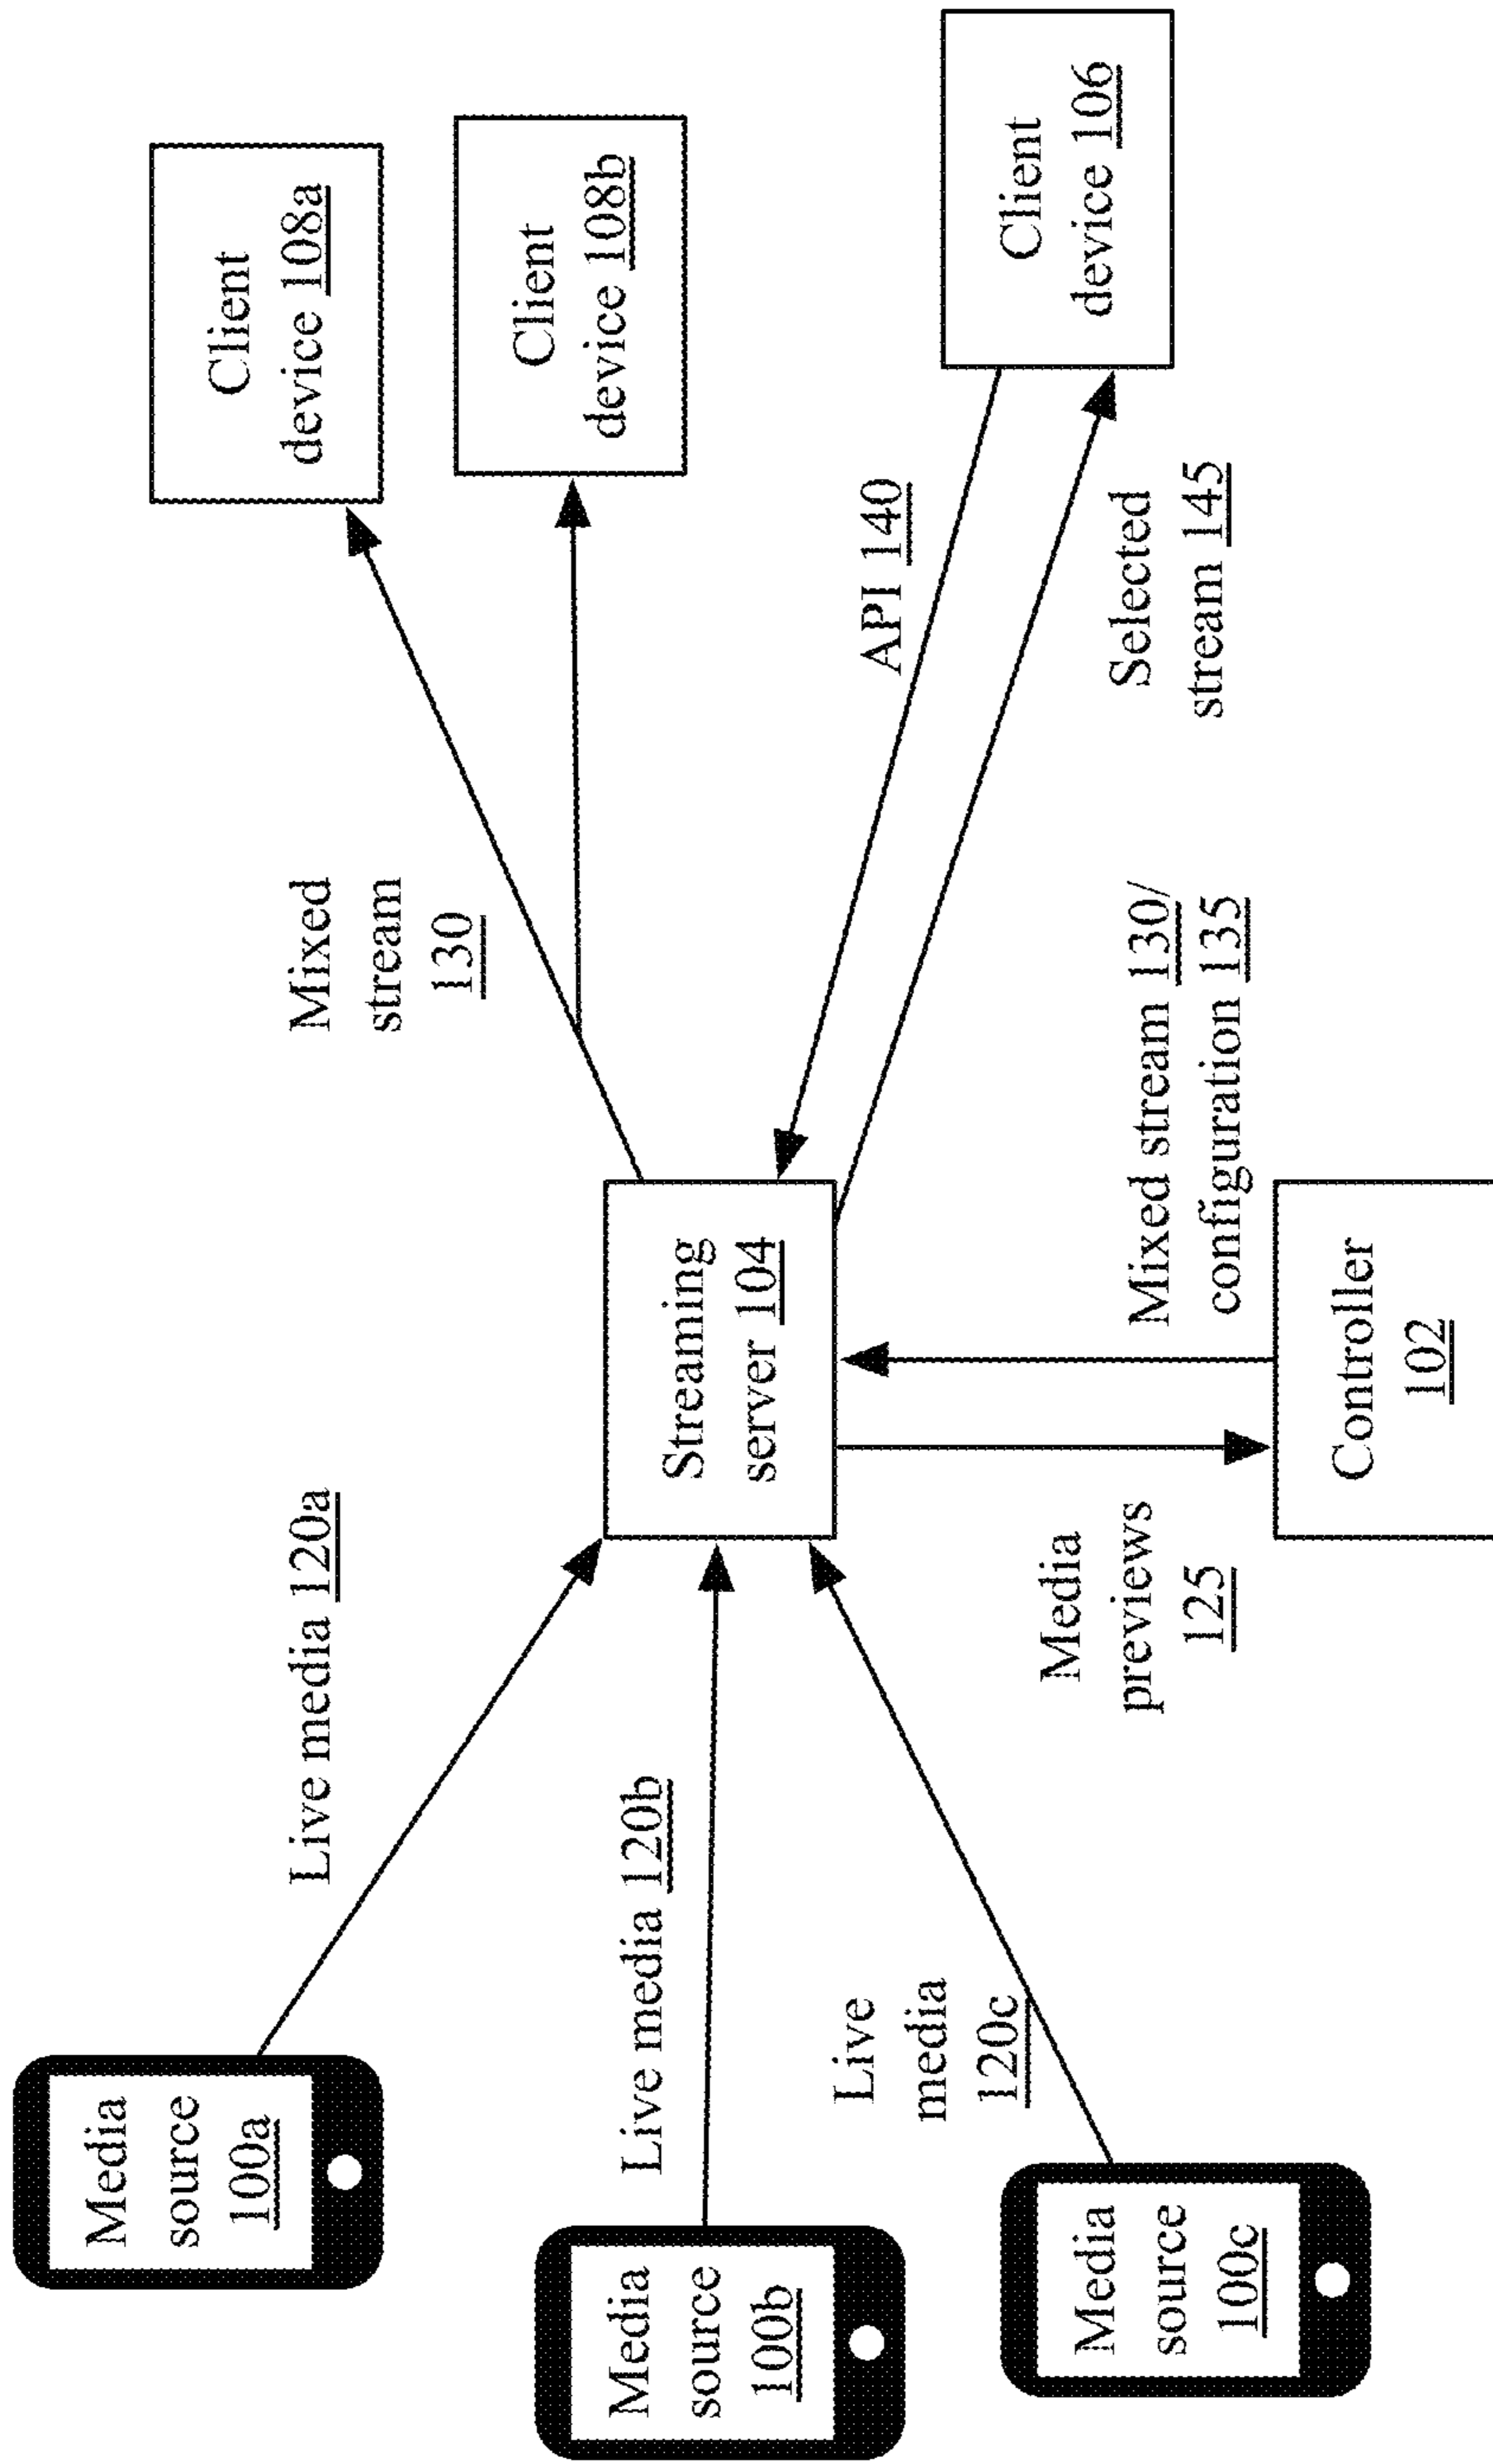 Media
source
100a
Live media 120a
Media
source
100b
Live media 120b
Media
source
100c
Live
media
120c
Streaming
server 104
Media
previews
125
Mixed stream 130/
configuration 135
Controller
102
Mixed
stream
130
Client
device 108a
Client
device 108b
API 140
Selected
stream 145
Client
device 106